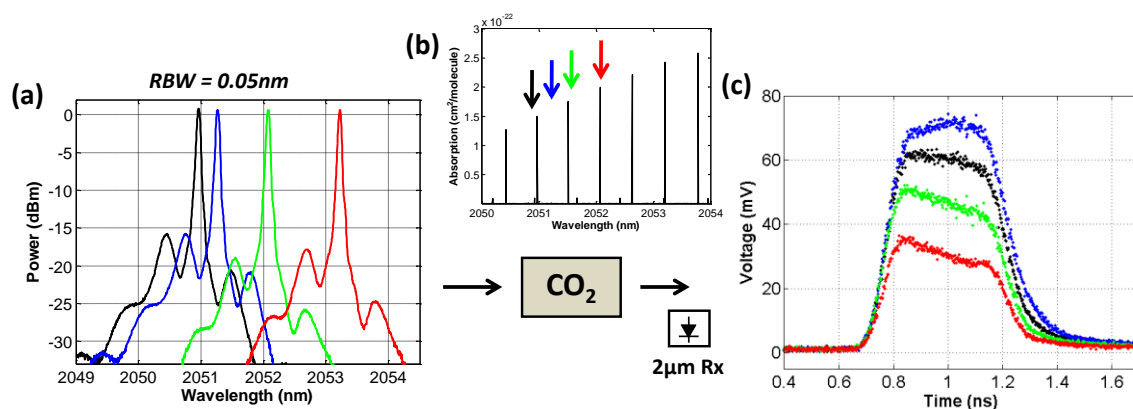 (a)
RBW = 0.05nm
Power (dBm)
0
-5
-10
-15
-20
-25
-30
2049 2050 2051 2052 2053 2054
Wavelength (nm)
(b)
3 x 10^-22
Absorption (cm²/molecule)
2.5
2
1.5
1
0.5
0
2050 2051 2052 2053 2054
Wavelength (nm)
CO₂
2μm Rx
(c)
Voltage (mV)
80
60
40
20
0
0.4 0.6 0.8 1.0 1.2 1.4 1.6
Time (ns)